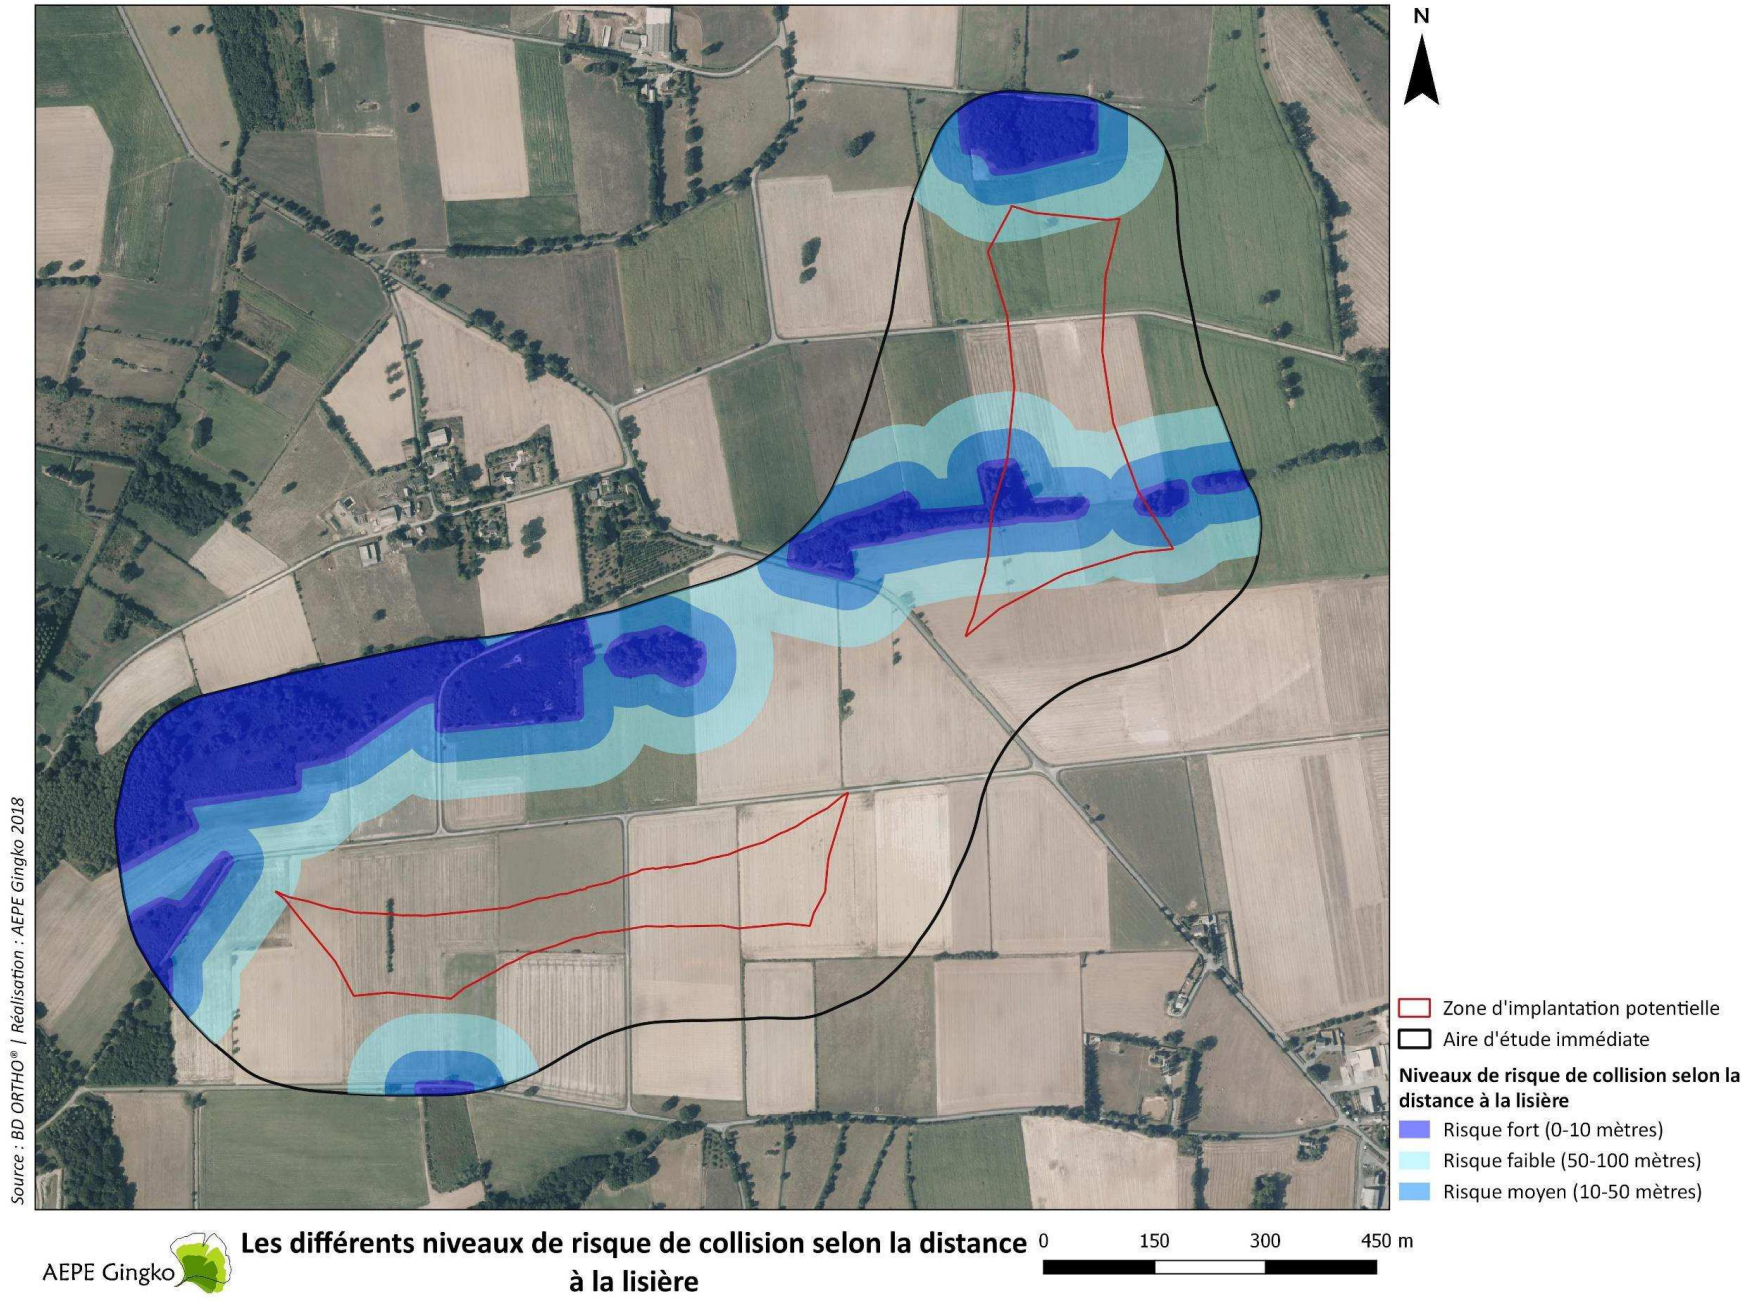 N
Source : BD ORTHO® | Réalisation : AEPE Gingko 2018
Zone d'implantation potentielle
Aire d'étude immédiate
Niveaux de risque de collision selon la
distance à la lisière
Risque fort (0-10 mètres)
Risque faible (50-100 mètres)
Risque moyen (10-50 mètres)
AEPE Gingko
Les différents niveaux de risque de collision selon la distance
à la lisière
0 150 300 450 m